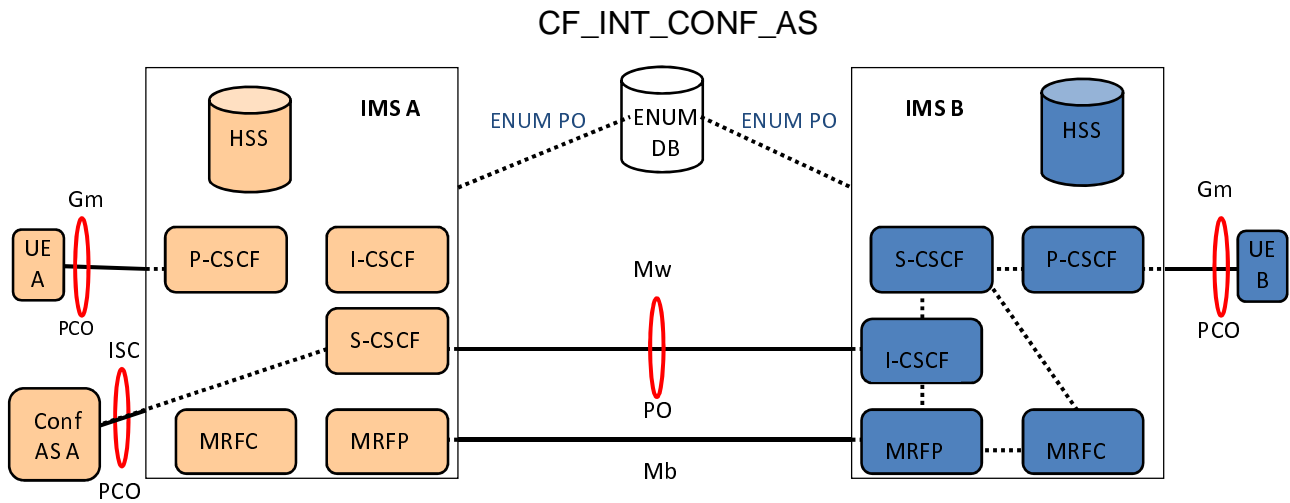 CF_INT_CONF_AS
IMS A
HSS
ENUM PO
ENUM
DB
ENUM PO
IMS B
HSS
Gm
UE
A
PCO
P-CSCF
I-CSCF
Mw
S-CSCF
P-CSCF
Gm
UE
B
PCO
ISC
S-CSCF
PO
I-CSCF
Conf
AS A
PCO
MRFC
MRFP
Mb
MRFP
MRFC